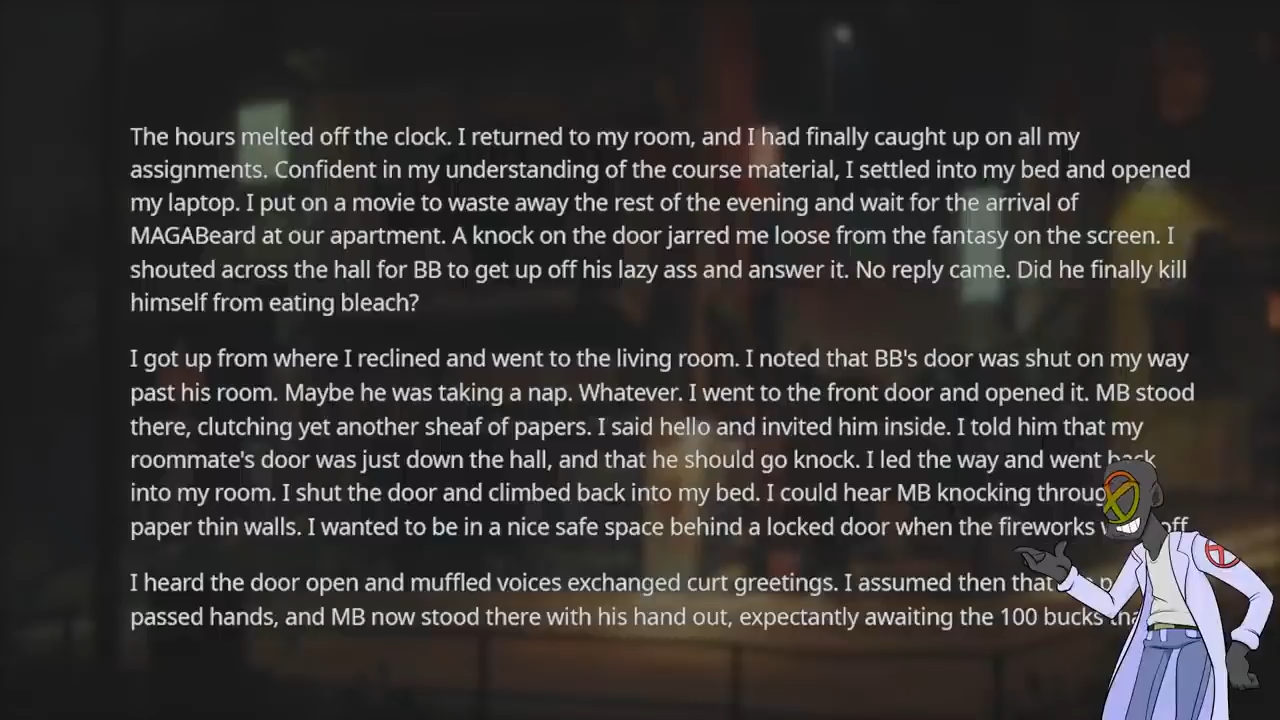 The hours melted off the clock. I returned to my room, and I had finally caught up on all my
assignments. Confident in my understanding of the course material, I settled into my bed and opened
my laptop. I put on a movie to waste away the rest of the evening and wait for the arrival of
MAGABeard at our apartment. A knock on the door jarred me loose from the fantasy on the screen. I
shouted across the hall for BB to get up off his lazy ass and answer it. No reply came. Did he finally kill
himself from eating bleach?
I got up from where I reclined and went to the living room. I noted that BB's door was shut on my way
past his room. Maybe he was taking a nap. Whatever. I went to the front door and opened it. MB stood
there, clutching yet another sheaf of papers. I said hello and invited him inside. I told him that my
roommate's door was just down the hall, and that he should go knock. I led the way and went back
into my room. I shut the door and climbed back into my bed. I could hear MB knocking
paper thin walls. I wanted to be in a nice safe space behind a locked door when the fireworks off
I heard the door open and muffled voices exchanged curt greetings. I assumed then that
passed hands, and MB now stood there with his hand out, expectantly awaiting the 100 bucks